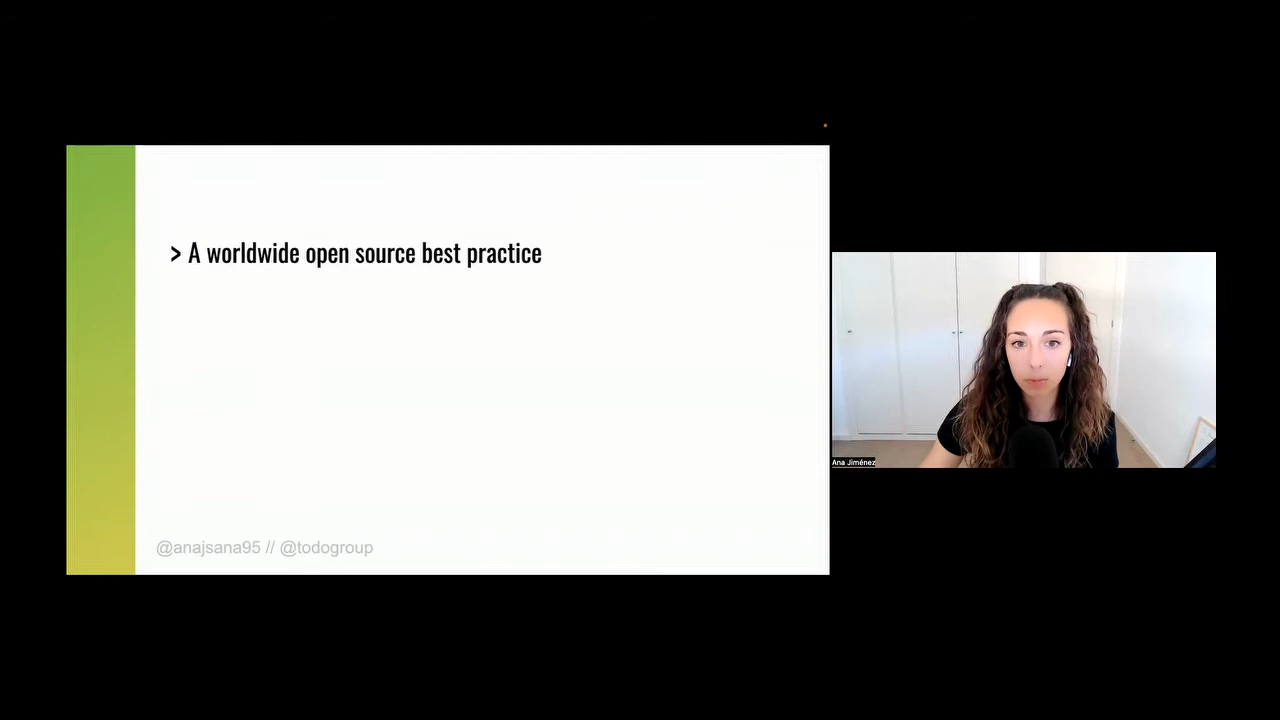 > A worldwide open source best practice
@anajsana95 // @todogroup
Ana Jiménez